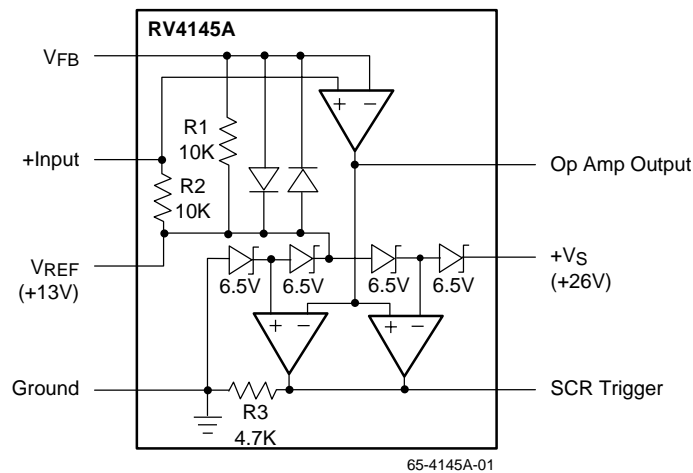 RV4145A
VFB
+ −
R1
10K
+Input
Op Amp Output
R2
10K
VREF
(+13V)
6.5V 6.5V 6.5V 6.5V
+VS
(+26V)
+ − + −
Ground
SCR Trigger
R3
4.7K
65-4145A-01